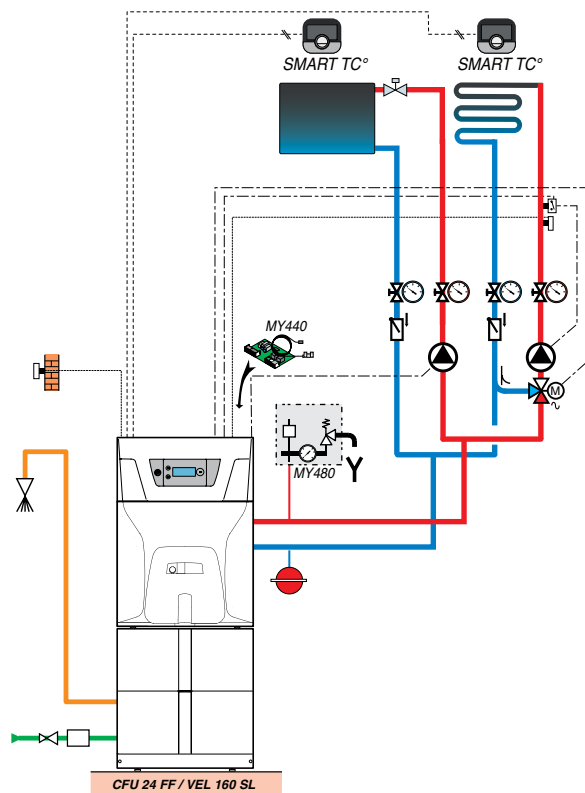 SMART TC° SMART TC°
MY440
M
MY480
CFU 24 FF / VEL 160 SL